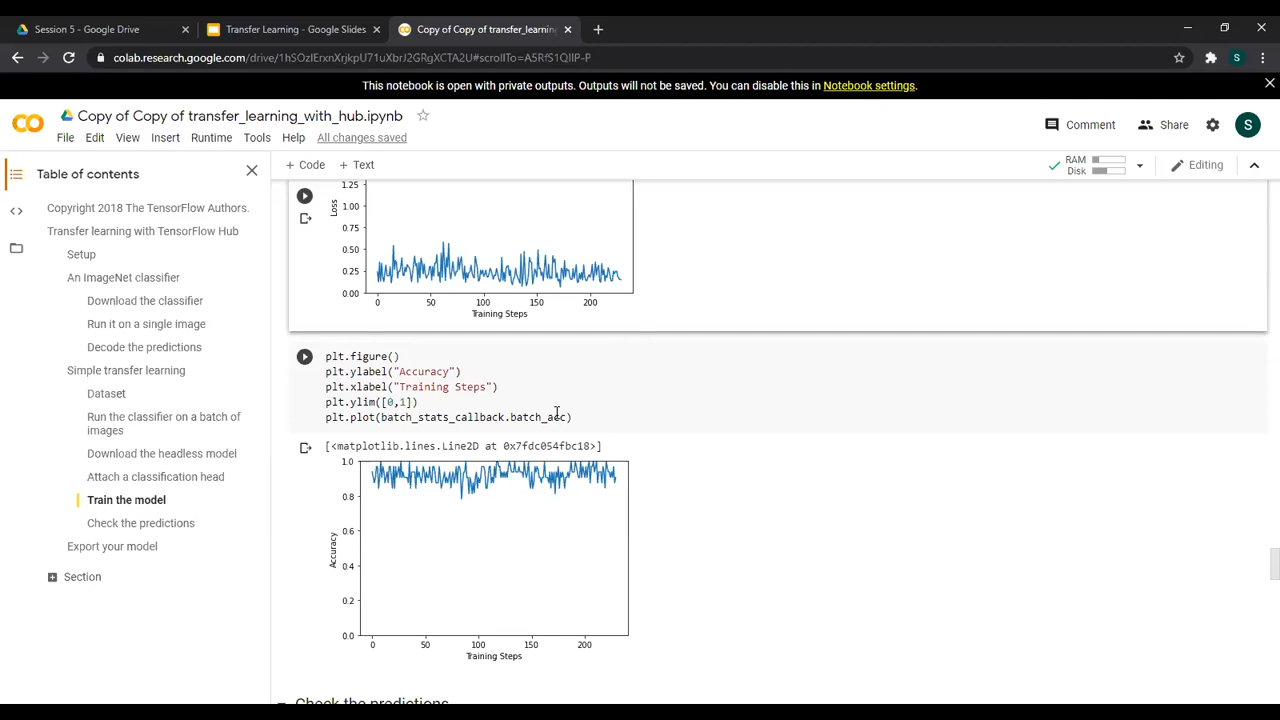 Session 5 - Google Drive
Transfer Learning - Google Slides
Copy of Copy of transfer_learning
colab.research.google.com/drive/1hSOzIErxnXrjkpU71uXbrJ2GRgXCTA2U#scrollTo=A5RfS1QIlP-P
S
This notebook is open with private outputs. Outputs will not be saved. You can disable this in Notebook settings.
CO
Copy of Copy of transfer_learning_with_hub.ipynb
Comment
Share
S
File Edit View Insert Runtime Tools Help All changes saved
Table of contents
+ Code + Text
RAM
Disk
Editing
Copyright 2018 The TensorFlow Authors.
Transfer learning with TensorFlow Hub
Setup
An ImageNet classifier
Download the classifier
Run it on a single image
Decode the predictions
Simple transfer learning
Dataset
Run the classifier on a batch of
images
Download the headless model
Attach a classification head
Train the model
Check the predictions
Export your model
Section
1.25
1.00
0.75
0.50
0.25
0.00
Loss
0 50 100 150 200
Training Steps
plt.figure()
plt.ylabel("Accuracy")
plt.xlabel("Training Steps")
plt.ylim([0,1])
plt.plot(batch_stats_callback.batch_acc)
[<matplotlib.lines.Line2D at 0x7fdc054fbc18>]
1.0
0.8
0.6
0.4
0.2
0.0
Accuracy
0 50 100 150 200
Training Steps
Check the predictions